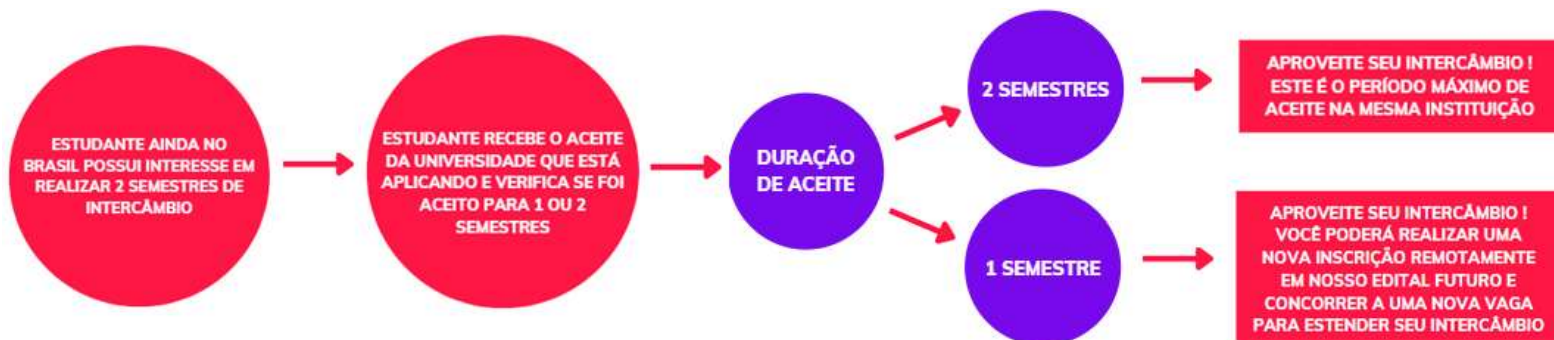 ESTUDANTE AINDA NO
BRASIL POSSUI INTERESSE EM
REALIZAR 2 SEMESTRES DE
INTERCÂMBIO
ESTUDANTE RECEBE O ACEITE
DA UNIVERSIDADE QUE ESTÁ
APLICANDO E VERIFICA SE FOI
ACEITO PARA 1 OU 2
SEMESTRES
DURAÇÃO
DE ACEITE
2 SEMESTRES
APROVEITE SEU INTERCÂMBIO !
ESTE É O PERÍODO MÁXIMO DE
ACEITE NA MESMA INSTITUIÇÃO
1 SEMESTRE
APROVEITE SEU INTERCÂMBIO !
VOCÊ PODERÁ REALIZAR UMA
NOVA INSCRIÇÃO REMOTAMENTE
EM NOSSO EDITAL FUTURO E
CONCORRER A UMA NOVA VAGA
PARA ESTENDER SEU INTERCÂMBIO